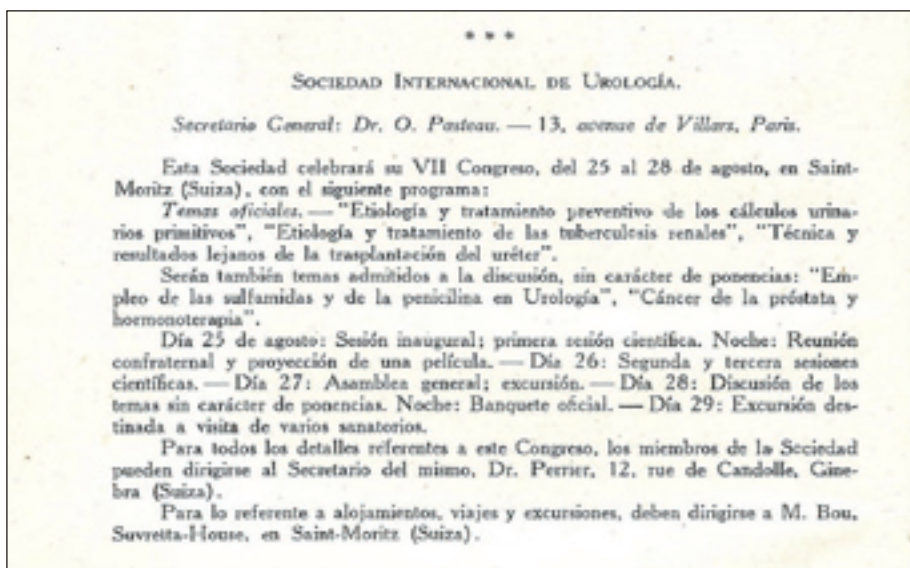 * * *
SOCIEDAD INTERNACIONAL DE UROLOGÍA.
Secretario General: Dr. O. Pasteau. — 13, avenue de Villars, Paris.
Esta Sociedad celebrará su VII Congreso, del 25 al 28 de agosto, en Saint-
Moritz (Suiza), con el siguiente programa:
Temas oficiales. — "Etiología y tratamiento preventivo de los cálculos urina-
rios primitivos", "Etiología y tratamiento de las tuberculosis renales", "Técnica y
resultados lejanos de la trasplantación del uréter".
Serán también temas admitidos a la discusión, sin carácter de ponencias: "Em-
pleo de las sulfamidas y de la penicilina en Urología", "Cáncer de la próstata y
hormonoterapia".
Día 25 de agosto: Sesión inaugural; primera sesión científica. Noche: Reunión
confraternal y proyección de una película. — Día 26: Segunda y tercera sesiones
científicas. — Día 27: Asamblea general; excursión. — Día 28: Discusión de los
temas sin carácter de ponencias. Noche: Banquete oficial. — Día 29: Excursión des-
tinada a visita de varios sanatorios.
Para todos los detalles referentes a este Congreso, los miembros de la Sociedad
pueden dirigirse al Secretario del mismo, Dr. Perrier, 12, rue de Candolle, Gine-
bra (Suiza).
Para lo referente a alojamientos, viajes y excursiones, deben dirigirse a M. Bou,
Suvretta-House, en Saint-Moritz (Suiza).